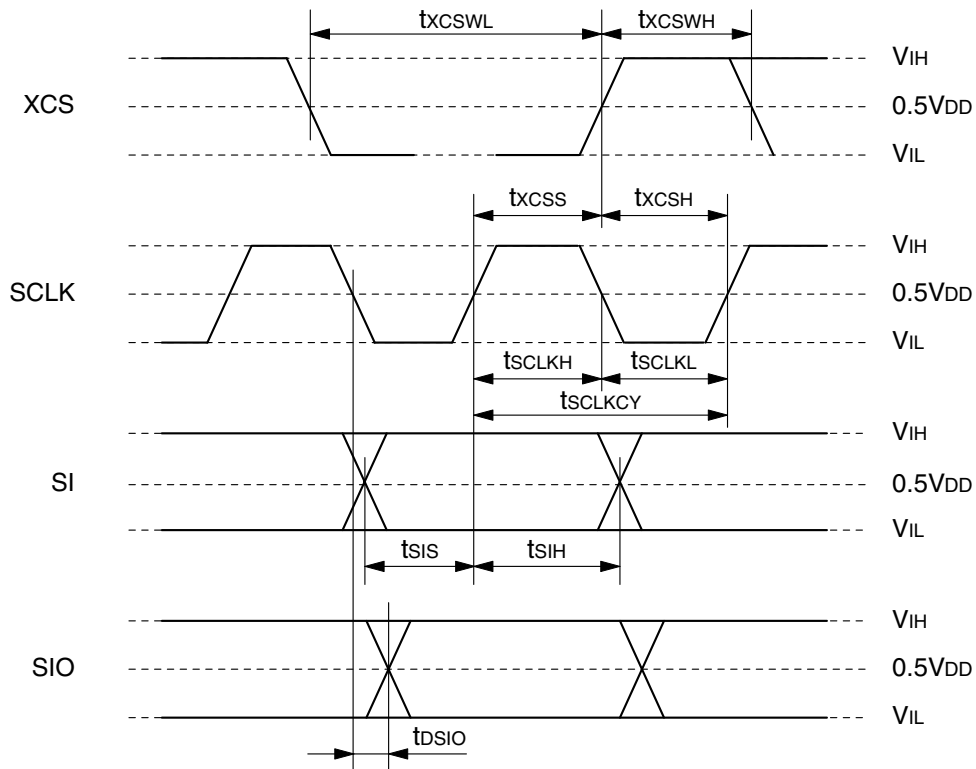 tXCSWL tXCSWH
VIH
XCS 0.5VDD
VIL
tXCSS tXCSH
VIH
SCLK 0.5VDD
VIL
tSCLKH tSCLKL
tSCLKCY
VIH
SI 0.5VDD
VIL
tSIS tSIH
VIH
SIO 0.5VDD
VIL
tDSIO